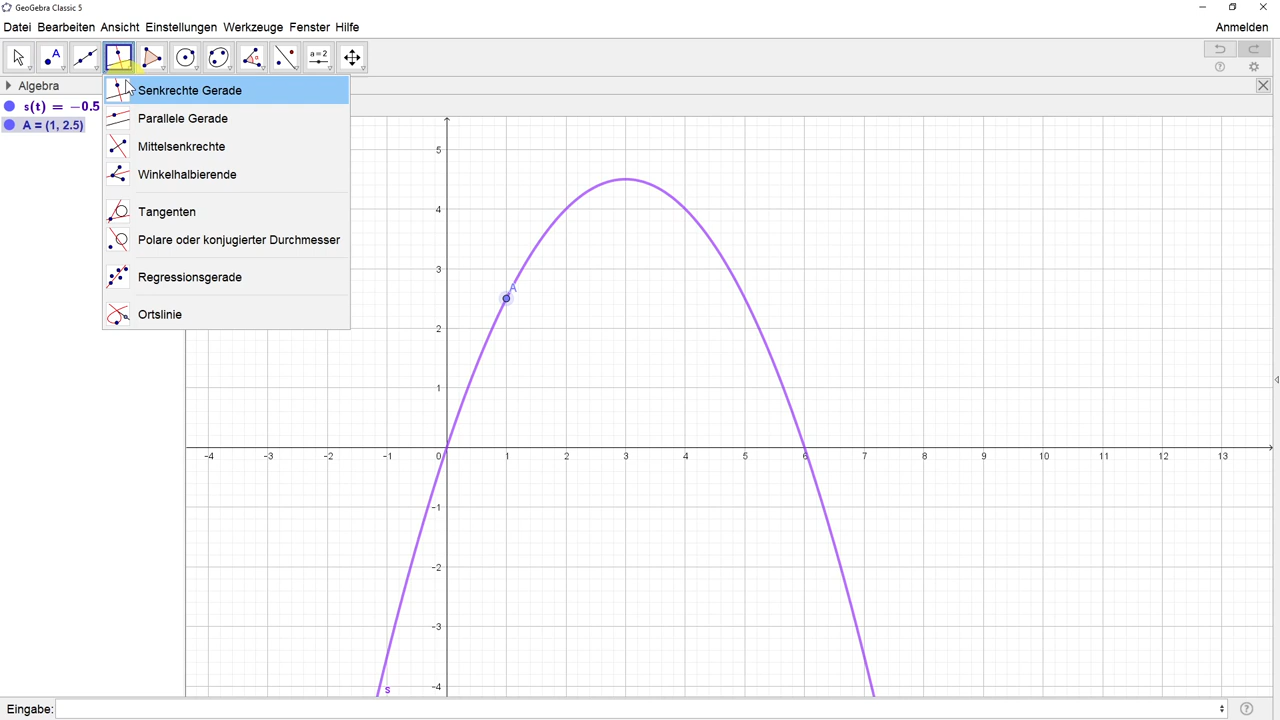 GeoGebra Classic 5
Datei Bearbeiten Ansicht Einstellungen Werkzeuge Fenster Hilfe
Anmelden
A
a=2
Algebra
s(t) = −0.5
A = (1, 2.5)
Senkrechte Gerade
Parallele Gerade
Mittelsenkrechte
Winkelhalbierende
Tangenten
Polare oder konjugierter Durchmesser
Regressionsgerade
Ortslinie
5
4
3
2
1
-4 -3 -2 -1 0 1 2 3 4 5 6 7 8 9 10 11 12 13
-1
-2
-3
-4
A
s
Eingabe: